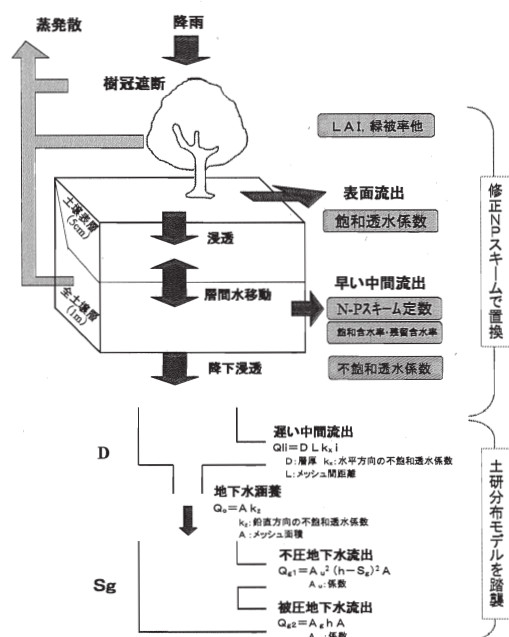 蒸発散
降雨
樹冠遮断
LAI, 緑被率他
表面流出
飽和透水係数
土壌表層
(5cm)
浸透
層間水移動
早い中間流出
N-Pスキーム定数
飽和含水率・残留含水率
全土壌層
(1m)
不飽和透水係数
降下浸透
修正NPスキームで置換
D
遅い中間流出
Qli=DLkxi
D:層厚 kx:水平方向の不飽和透水係数
L:メッシュ間距離
地下水涵養
Qo=Akz
kz:鉛直方向の不飽和透水係数
A:メッシュ面積
Sg
不圧地下水流出
Qg1=Au²(h-Sg)²A
Au:係数
被圧地下水流出
Qg2=AghA
土研分布モデルを踏襲